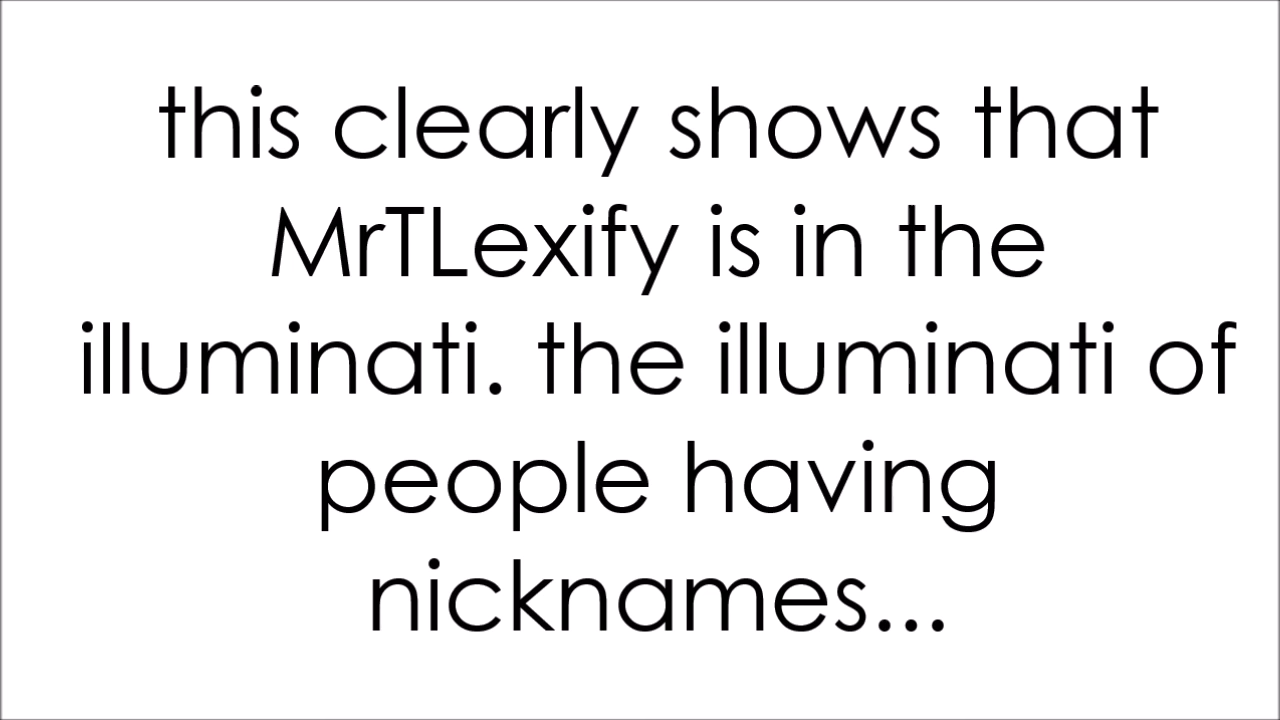 this clearly shows that
MrTLexify is in the
illuminati. the illuminati of
people having
nicknames...